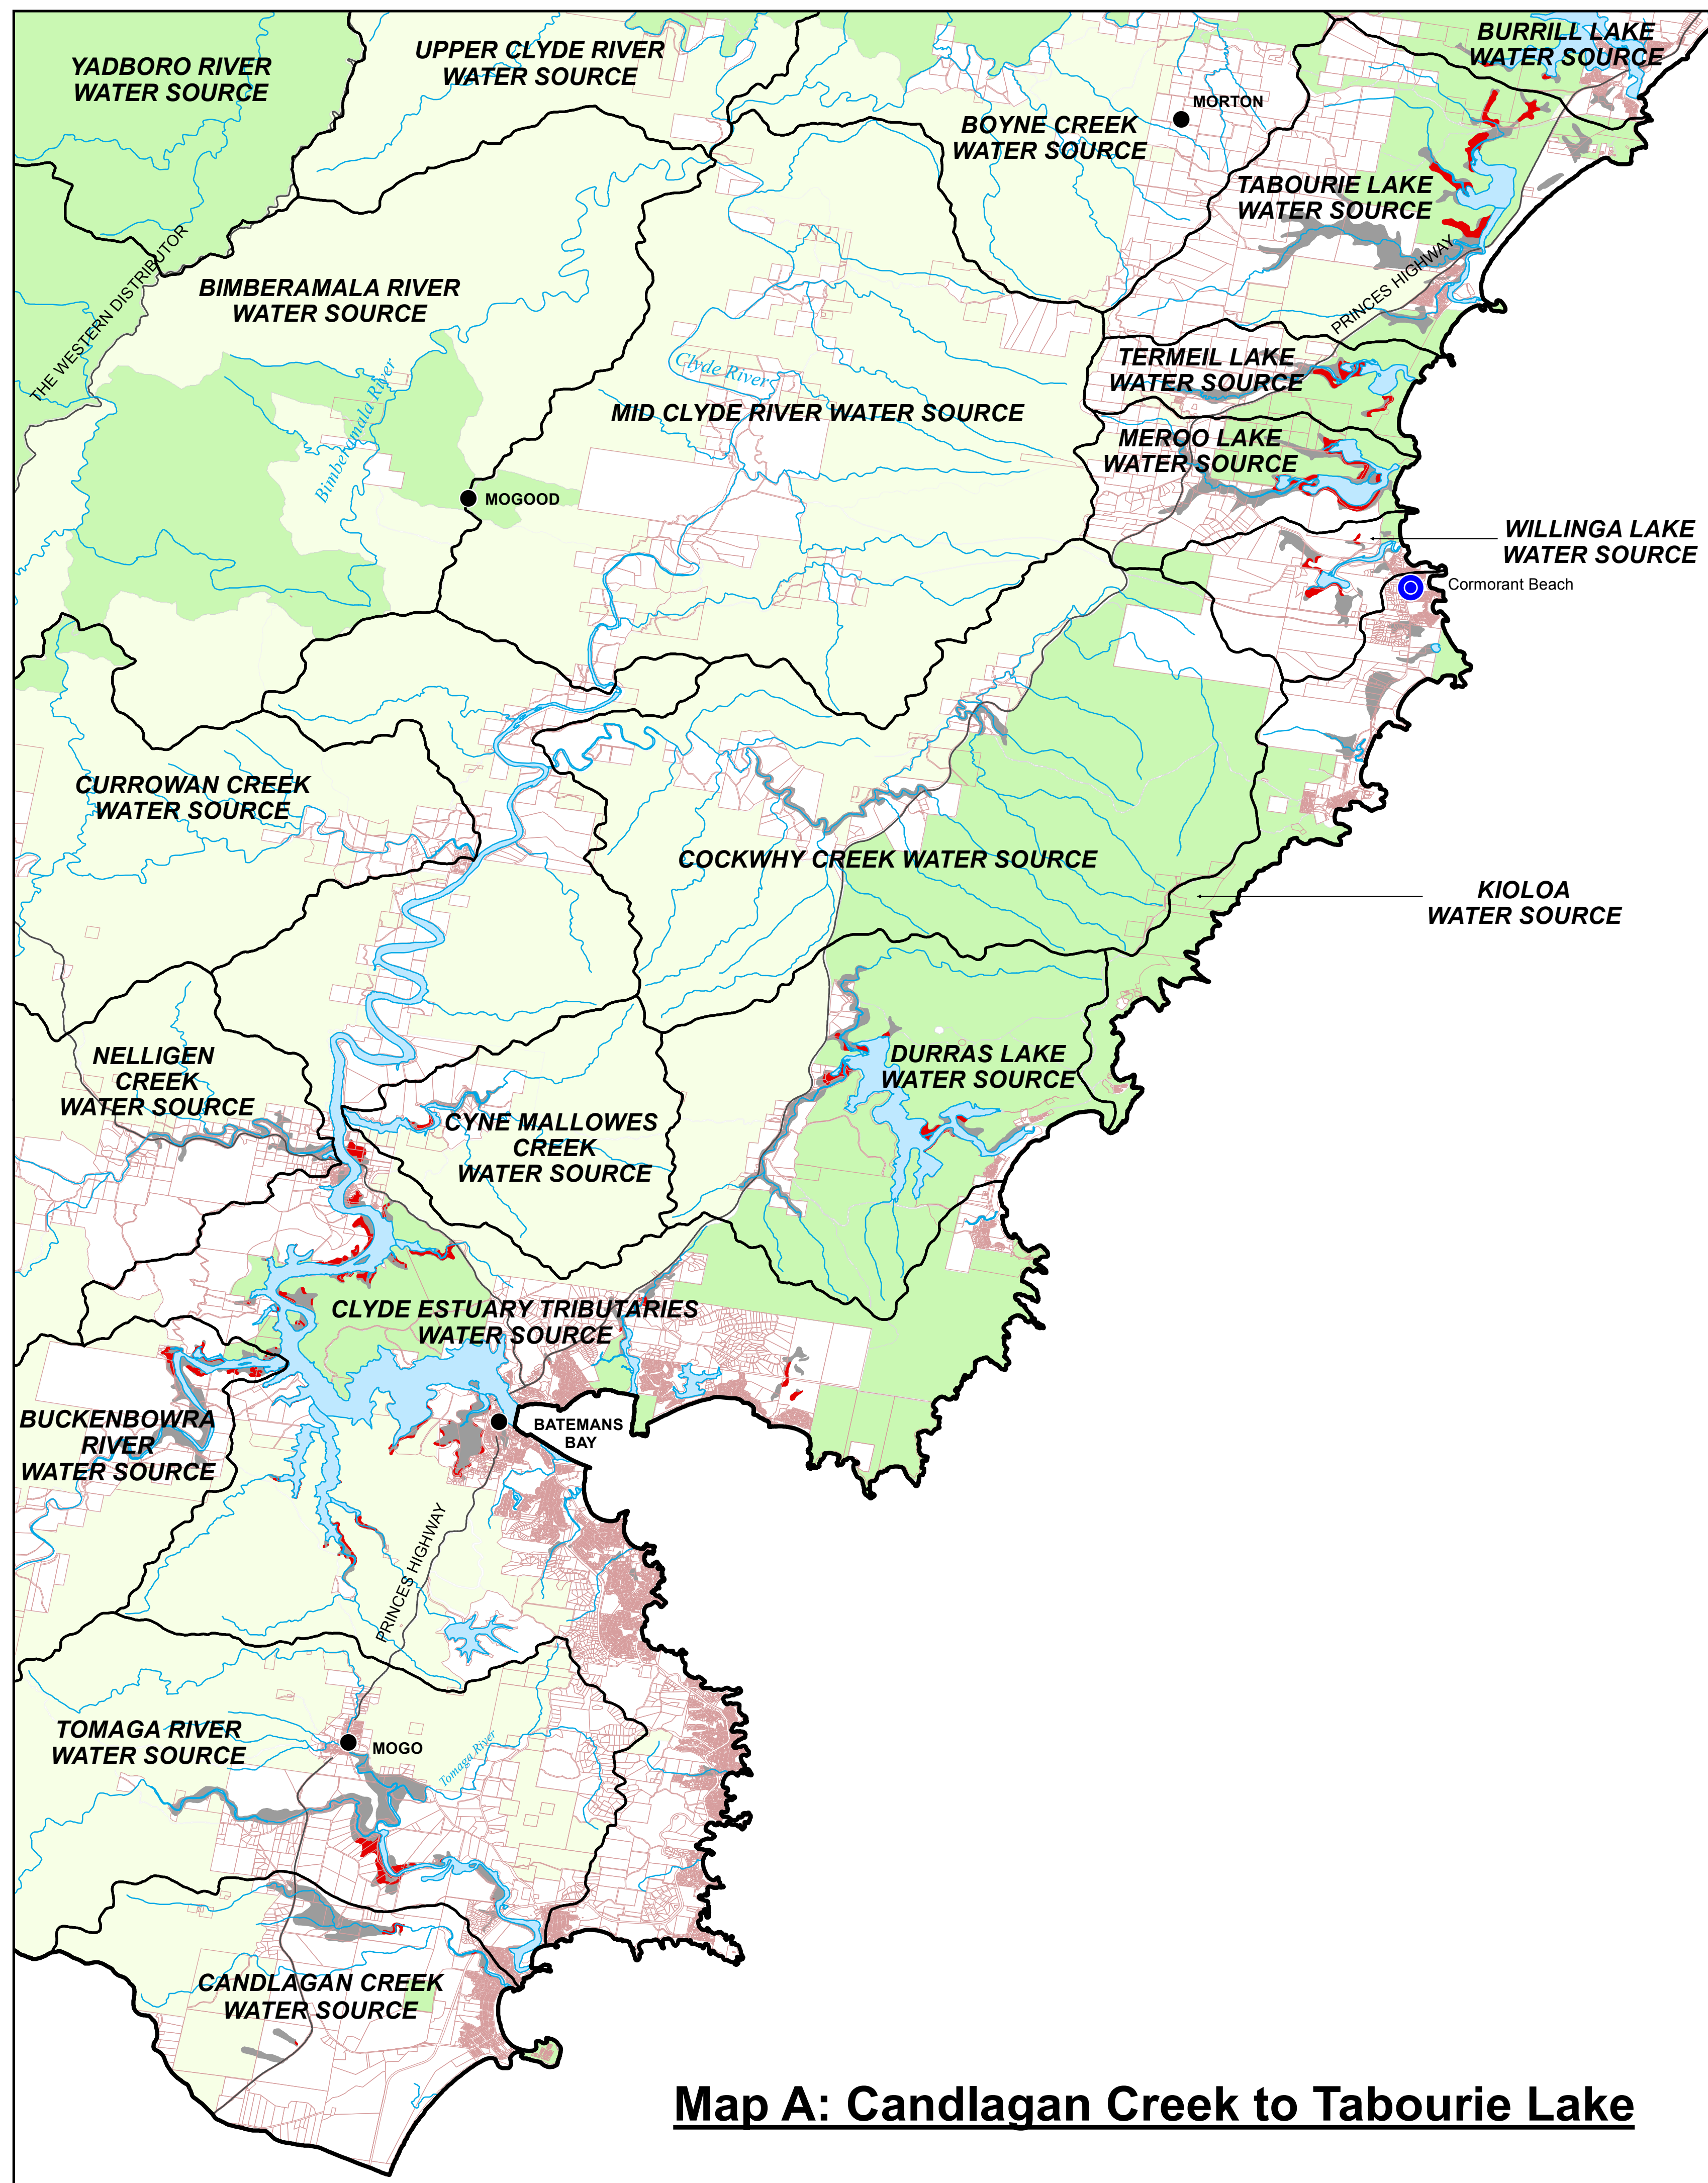 YADBORO RIVER
WATER SOURCE
UPPER CLYDE RIVER
WATER SOURCE
BURRILL LAKE
WATER SOURCE
MORTON
BOYNE CREEK
WATER SOURCE
TABOURIE LAKE
WATER SOURCE
THE WESTERN DISTRIBUTOR
PRINCES HIGHWAY
BIMBERAMALA RIVER
WATER SOURCE
Bimberamala River
Clyde River
TERMEIL LAKE
WATER SOURCE
MID CLYDE RIVER WATER SOURCE
MEROO LAKE
WATER SOURCE
MOGOOD
WILLINGA LAKE
WATER SOURCE
Cormorant Beach
CURROWAN CREEK
WATER SOURCE
COCKWHY CREEK WATER SOURCE
KIOLOA
WATER SOURCE
NELLIGEN
CREEK
WATER SOURCE
DURRAS LAKE
WATER SOURCE
CYNE MALLOWES
CREEK
WATER SOURCE
CLYDE ESTUARY TRIBUTARIES
WATER SOURCE
BUCKENBOWRA
RIVER
WATER SOURCE
BATEMANS
BAY
PRINCES HIGHWAY
TOMAGA RIVER
WATER SOURCE
MOGO
Tomaga River
CANDLAGAN CREEK
WATER SOURCE
Map A: Candlagan Creek to Tabourie Lake